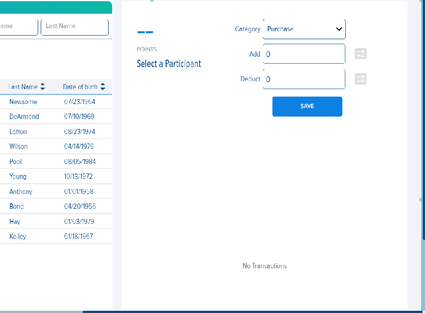 ame
Last Name
Last Name
Date of birth
Newsome
07/23/1964
DeArmond
07/10/1969
Lofton
08/23/1974
Wilson
04/14/1979
Pool
08/05/1984
Young
10/13/1972
Anthony
01/01/1958
Bond
04/20/1956
Hay
01/03/1979
Kelley
01/18/1967
--
POINTS
Select a Participant
Category
Purchase
Add
0
Deduct
0
SAVE
No Transactions